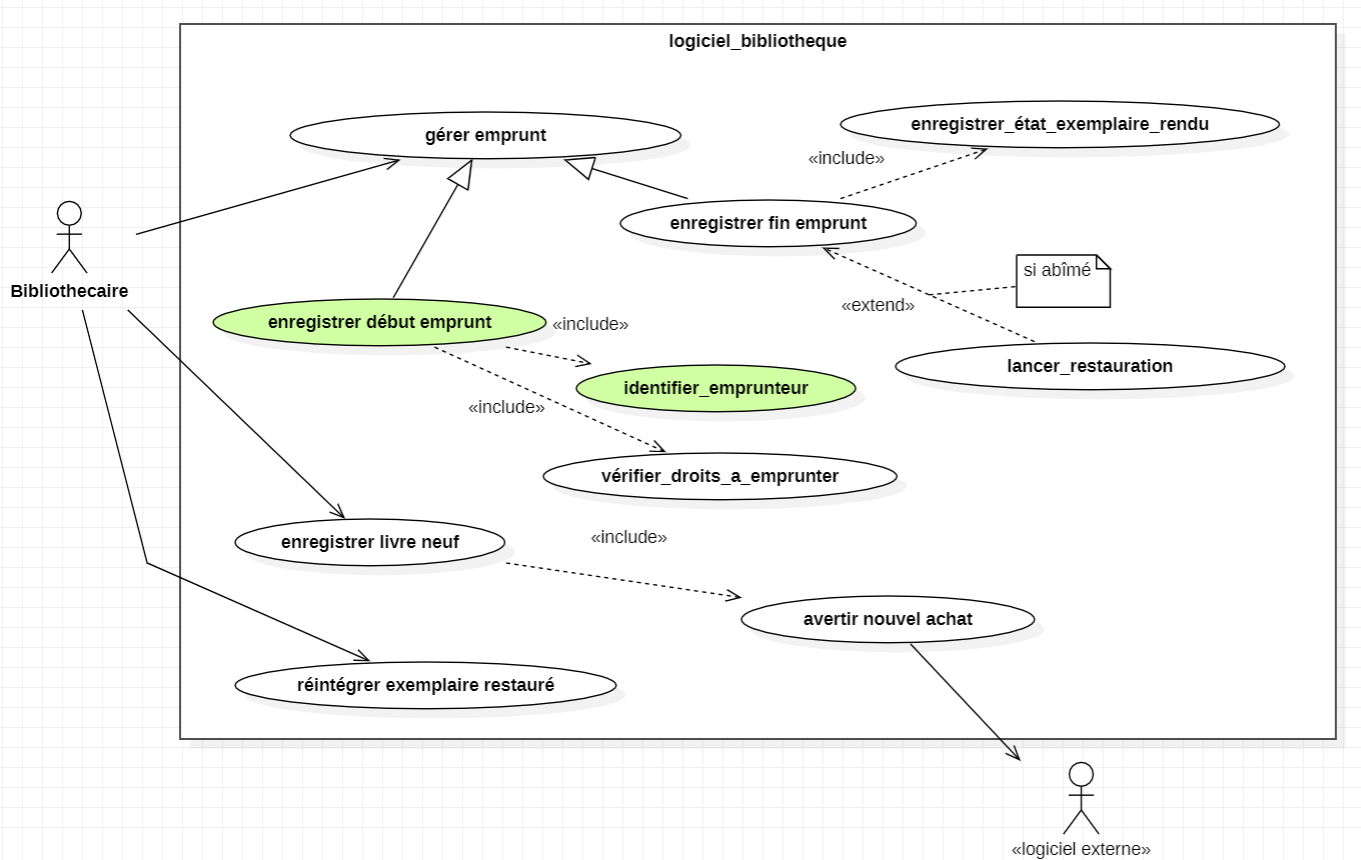 logiciel_bibliotheque
gérer emprunt
enregistrer_état_exemplaire_rendu
«include»
enregistrer fin emprunt
si abîmé
Bibliothecaire
«extend»
enregistrer début emprunt
«include»
lancer_restauration
identifier_emprunteur
«include»
vérifier_droits_a_emprunter
«include»
enregistrer livre neuf
avertir nouvel achat
réintégrer exemplaire restauré
«logiciel externe»